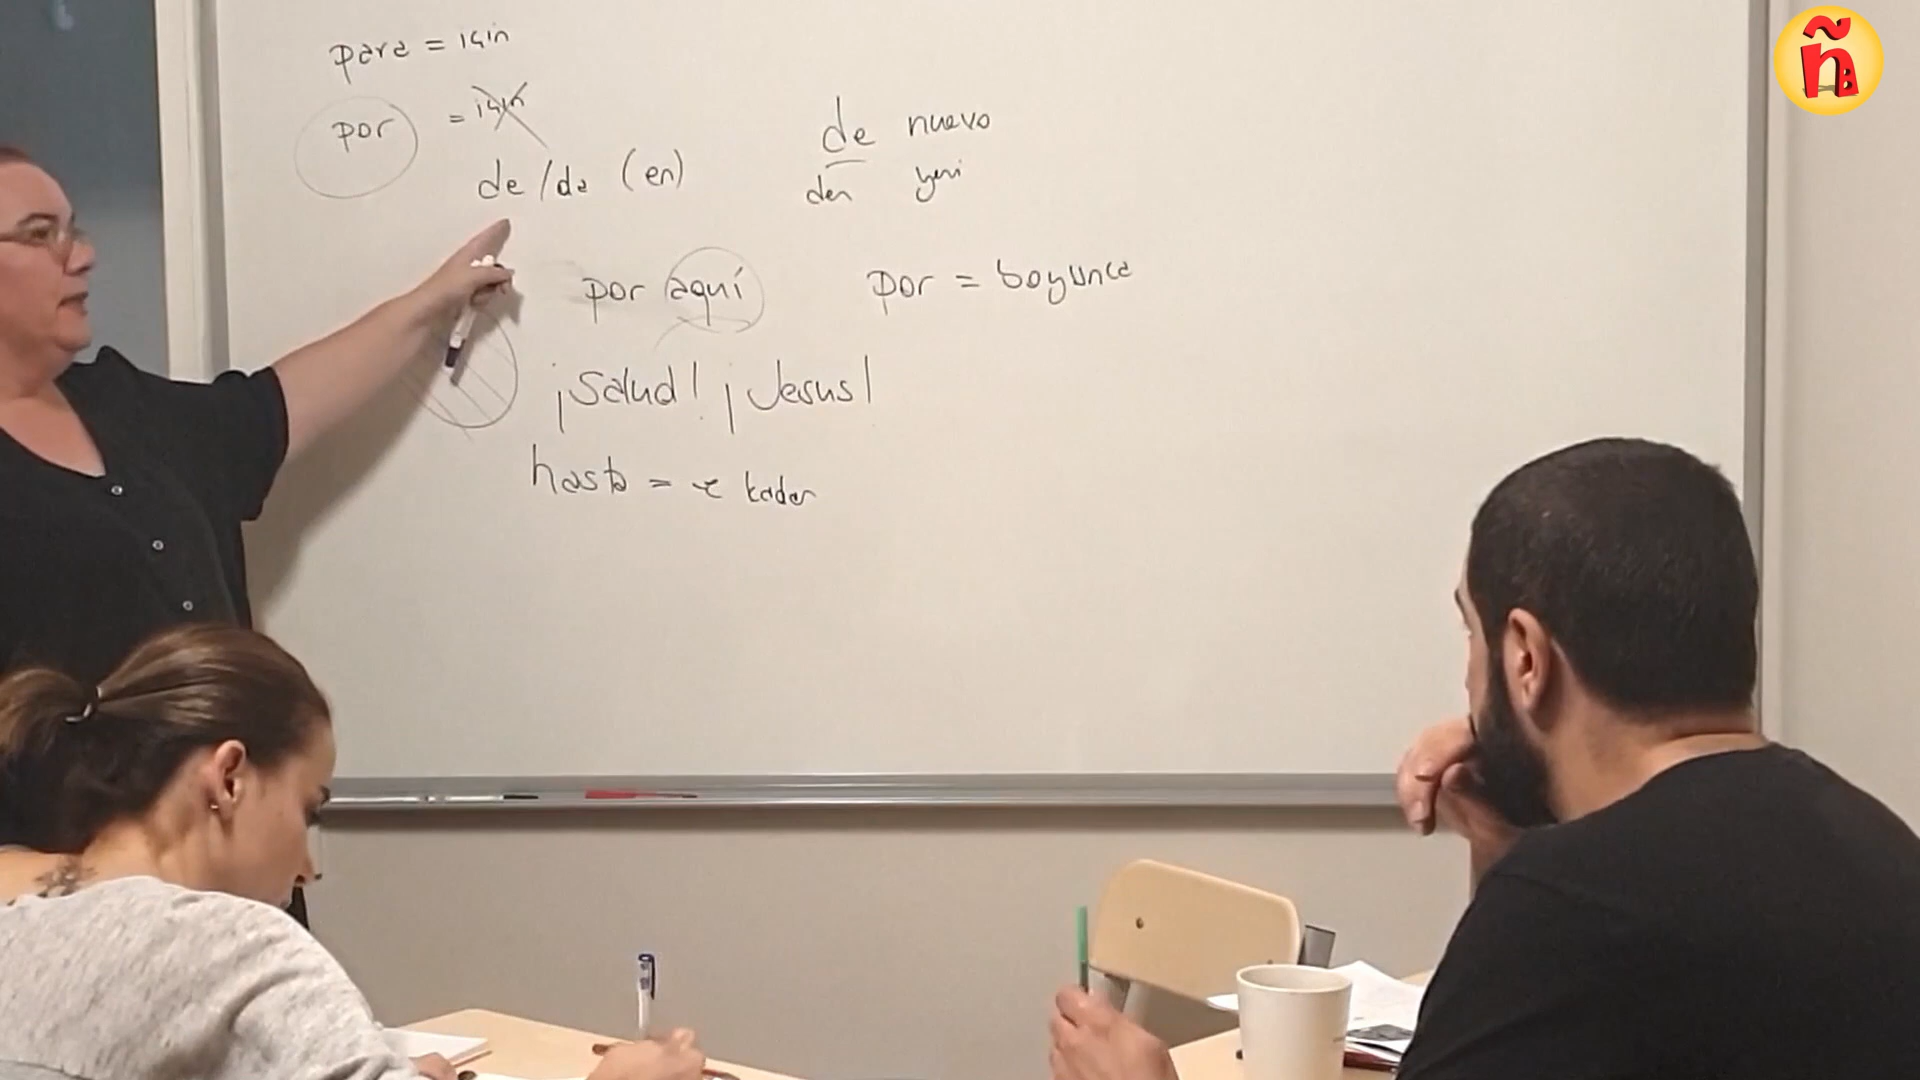 para = için
por = için
de / da (en)
de nuevo
den yeni
por aquí
por = boyunca
¡Salud! ¡Jesus!
hasta = -e kadar
ñ